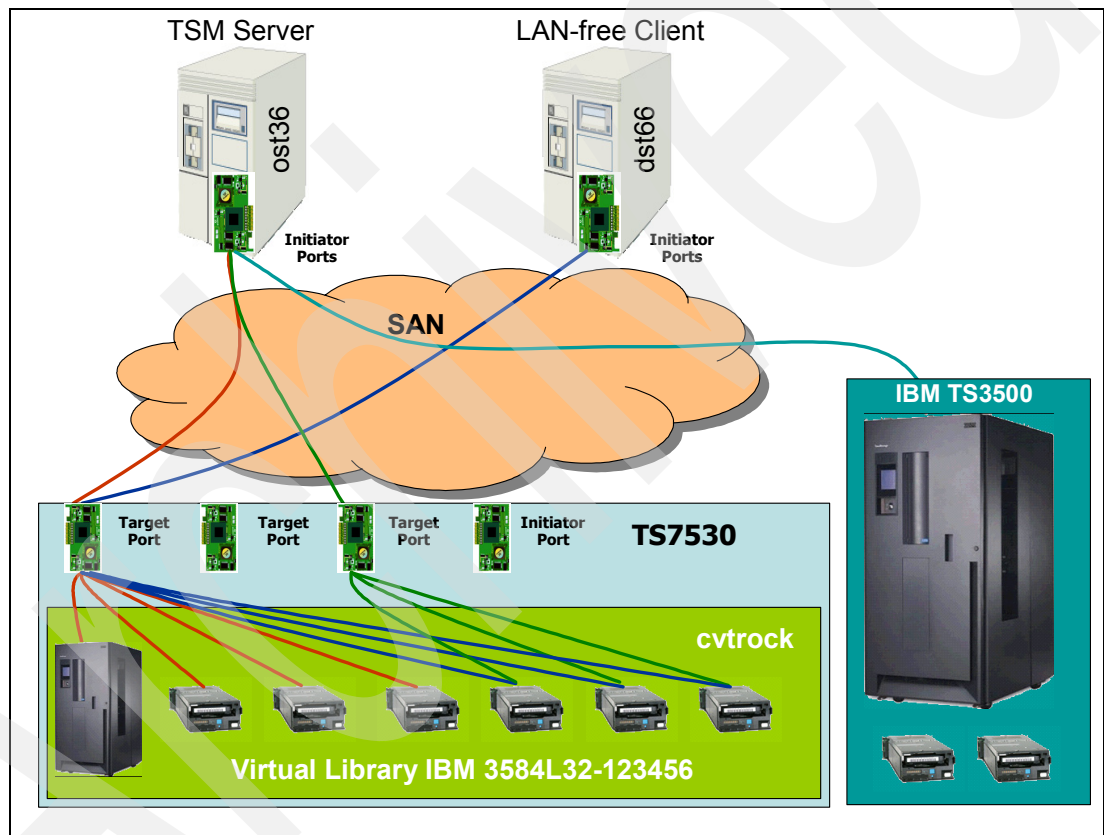 TSM Server
LAN-free Client
ost36
dst66
Initiator
Ports
Initiator
Ports
SAN
IBM TS3500
Target
Port
Target
Port
Target
Port
Initiator
Port
TS7530
cvtrock
Virtual Library IBM 3584L32-123456